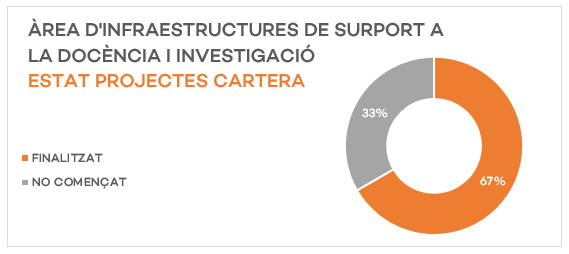 ÀREA D'INFRAESTRUCTURES DE SURPORT A
LA DOCÈNCIA I INVESTIGACIÓ
ESTAT PROJECTES CARTERA
33%
FINALITZAT
NO COMENÇAT
67%